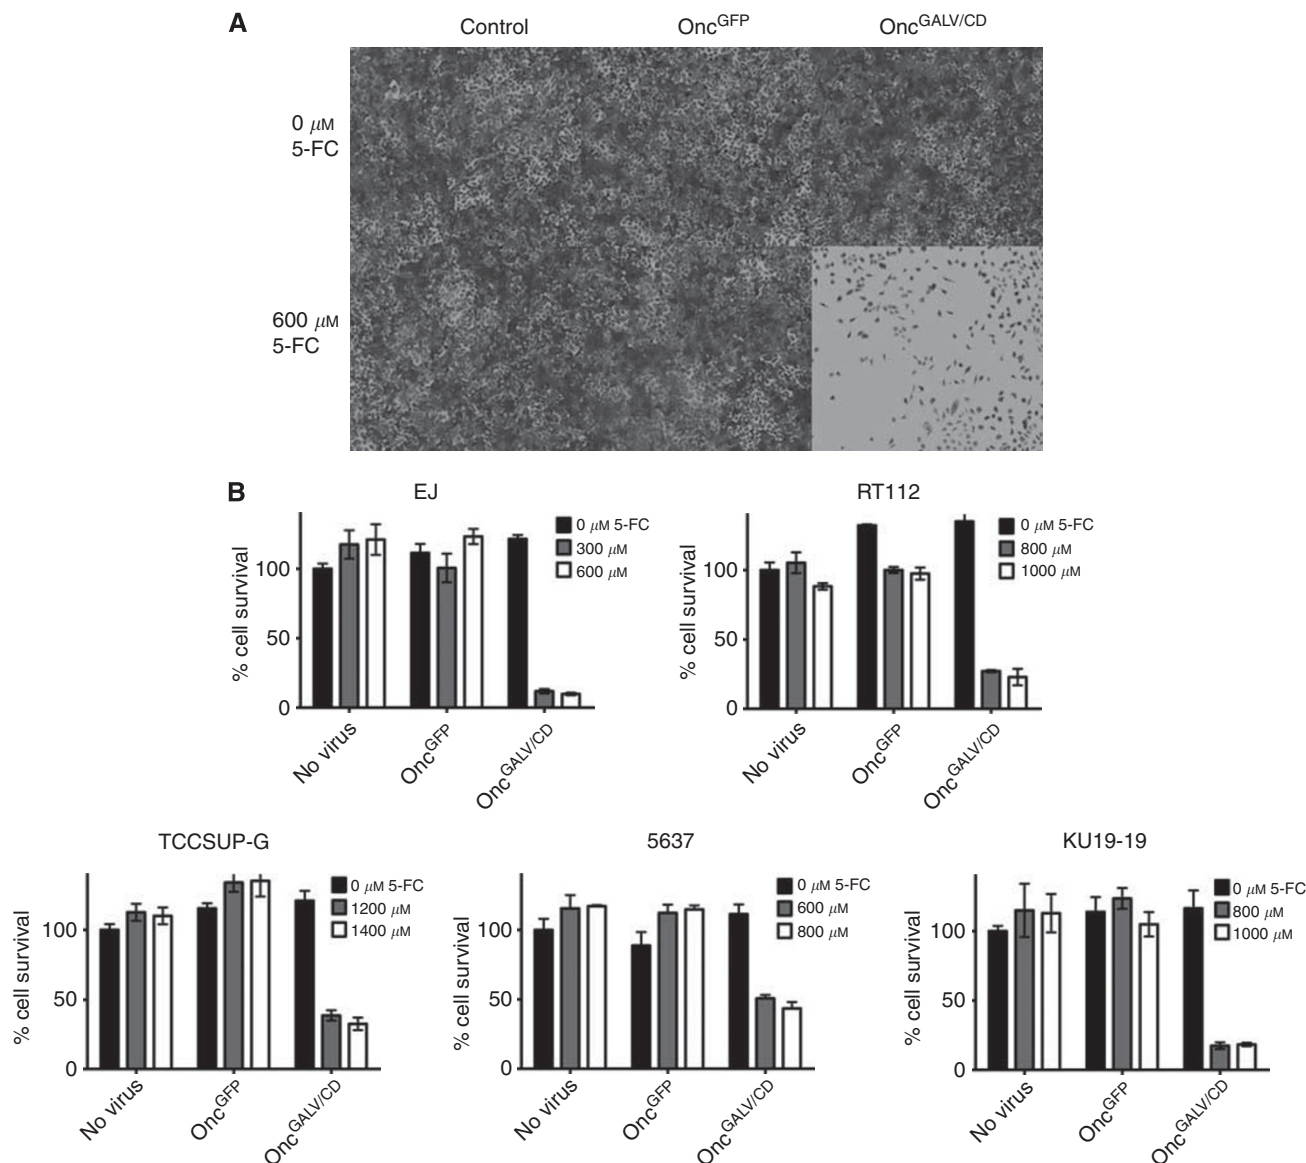 A
Control
Onc^GFP
Onc^GALV/CD
0 μM
5-FC
600 μM
5-FC
B
EJ
% cell survival
100
50
0
0 μM 5-FC
300 μM
600 μM
No virus
Onc^GFP
Onc^GALV/CD
RT112
% cell survival
100
50
0
0 μM 5-FC
800 μM
1000 μM
No virus
Onc^GFP
Onc^GALV/CD
TCCSUP-G
% cell survival
100
50
0
0 μM 5-FC
1200 μM
1400 μM
No virus
Onc^GFP
Onc^GALV/CD
5637
% cell survival
100
50
0
0 μM 5-FC
600 μM
800 μM
No virus
Onc^GFP
Onc^GALV/CD
KU19-19
% cell survival
100
50
0
0 μM 5-FC
800 μM
1000 μM
No virus
Onc^GFP
Onc^GALV/CD